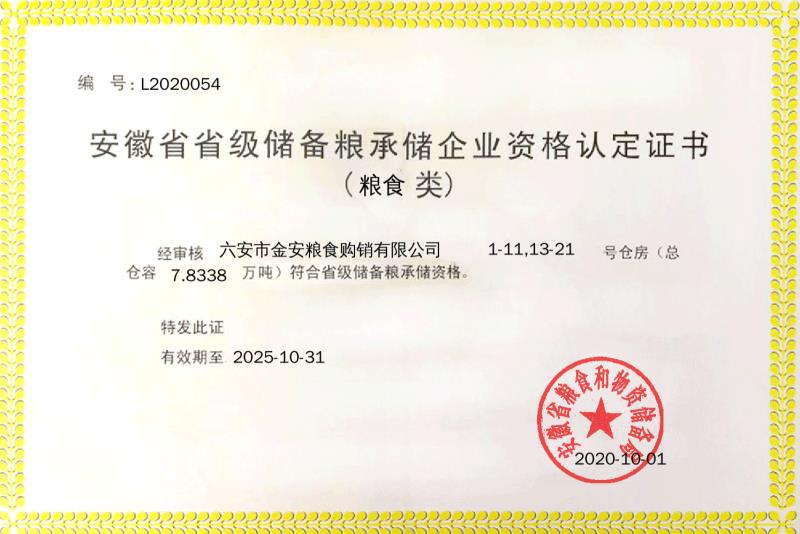 编 号: L2020054
安徽省省级储备粮承储企业资格认定证书
(粮食 类)
经审核 六安市金安粮食购销有限公司 1-11,13-21 号仓房（总
仓容 7.8338 万吨）符合省级储备粮承储资格。
特发此证
有效期至 2025-10-31
安徽省粮食和物资储备局
2020-10-01